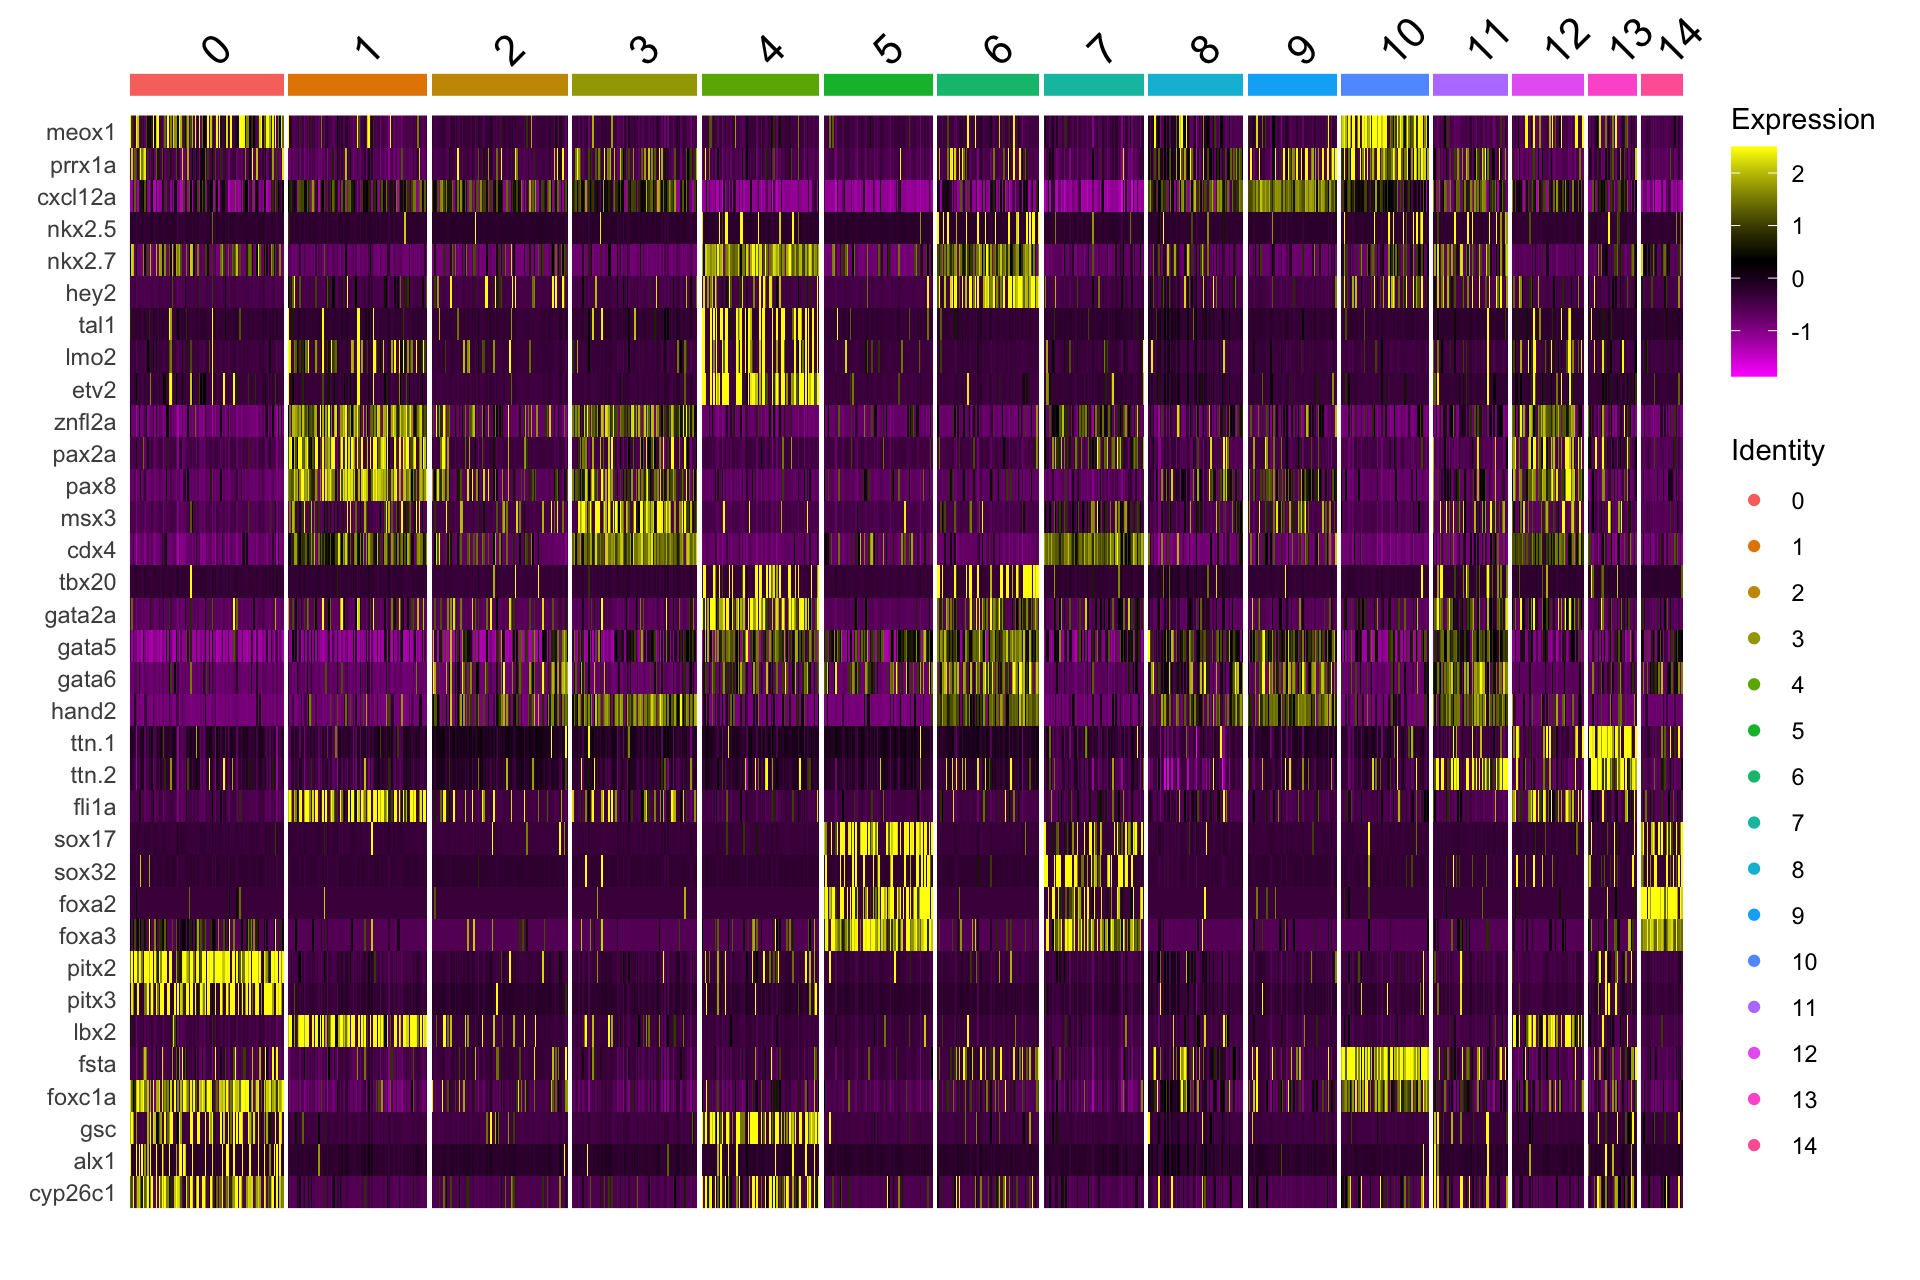 0 1 2 3 4 5 6 7 8 9 10 11 12 13 14
meox1
prrx1a
cxcl12a
nkx2.5
nkx2.7
hey2
tal1
lmo2
etv2
znfl2a
pax2a
pax8
msx3
cdx4
tbx20
gata2a
gata5
gata6
hand2
ttn.1
ttn.2
fli1a
sox17
sox32
foxa2
foxa3
pitx2
pitx3
lbx2
fsta
foxc1a
gsc
alx1
cyp26c1
Expression
2
1
0
-1
Identity
0
1
2
3
4
5
6
7
8
9
10
11
12
13
14